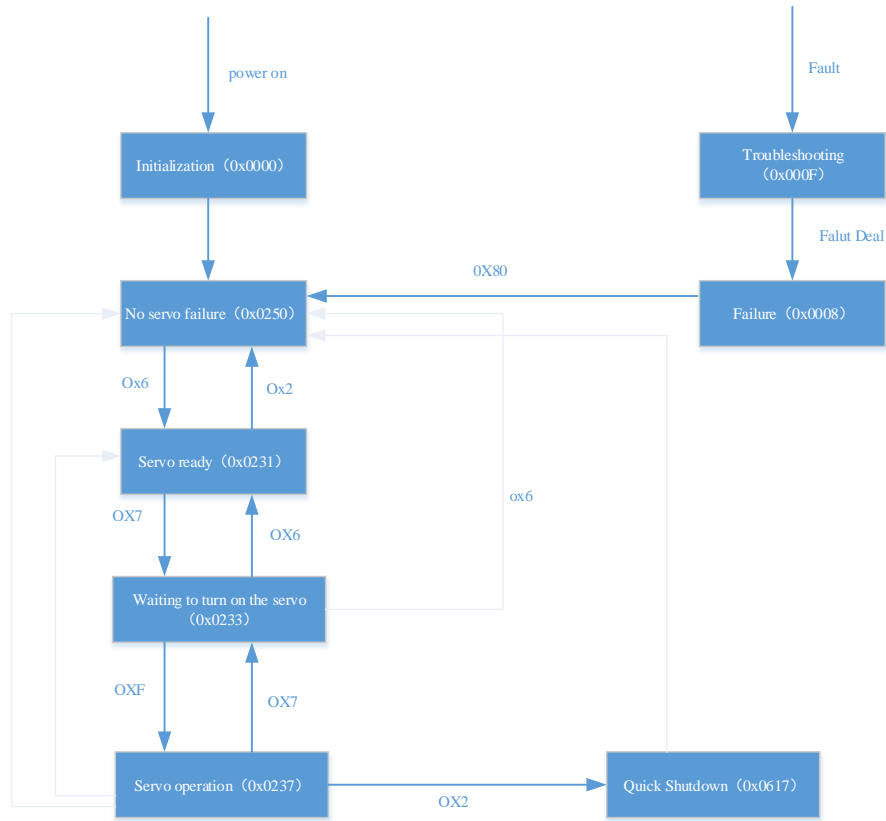 power on
Fault
Initialization（0x0000）
Troubleshooting
（0x000F）
Falut Deal
0X80
No servo failure（0x0250）
Failure（0x0008）
Ox6
Ox2
Servo ready（0x0231）
OX7
OX6
ox6
Waiting to turn on the servo
（0x0233）
OXF
OX7
Servo operation（0x0237）
OX2
Quick Shutdown（0x0617）